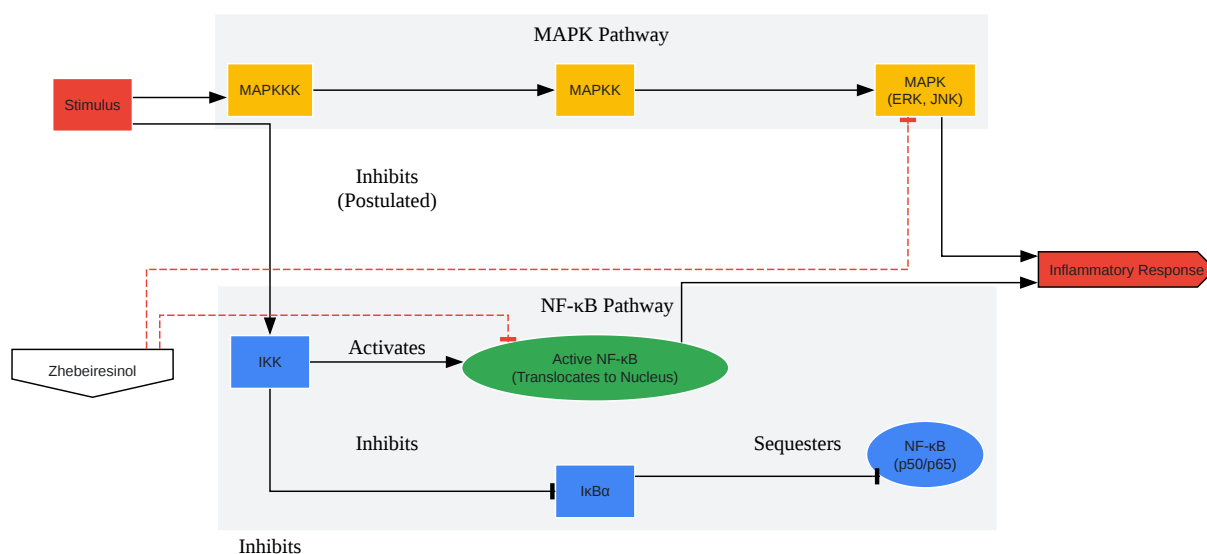 MAPK Pathway
Stimulus
MAPKKK
MAPKK
MAPK
(ERK, JNK)
Inhibits
(Postulated)
Inflammatory Response
NF-κB Pathway
Zhebeiresinol
IKK
Activates
Active NF-κB
(Translocates to Nucleus)
Inhibits
Sequesters
NF-κB
(p50/p65)
IκBα
Inhibits